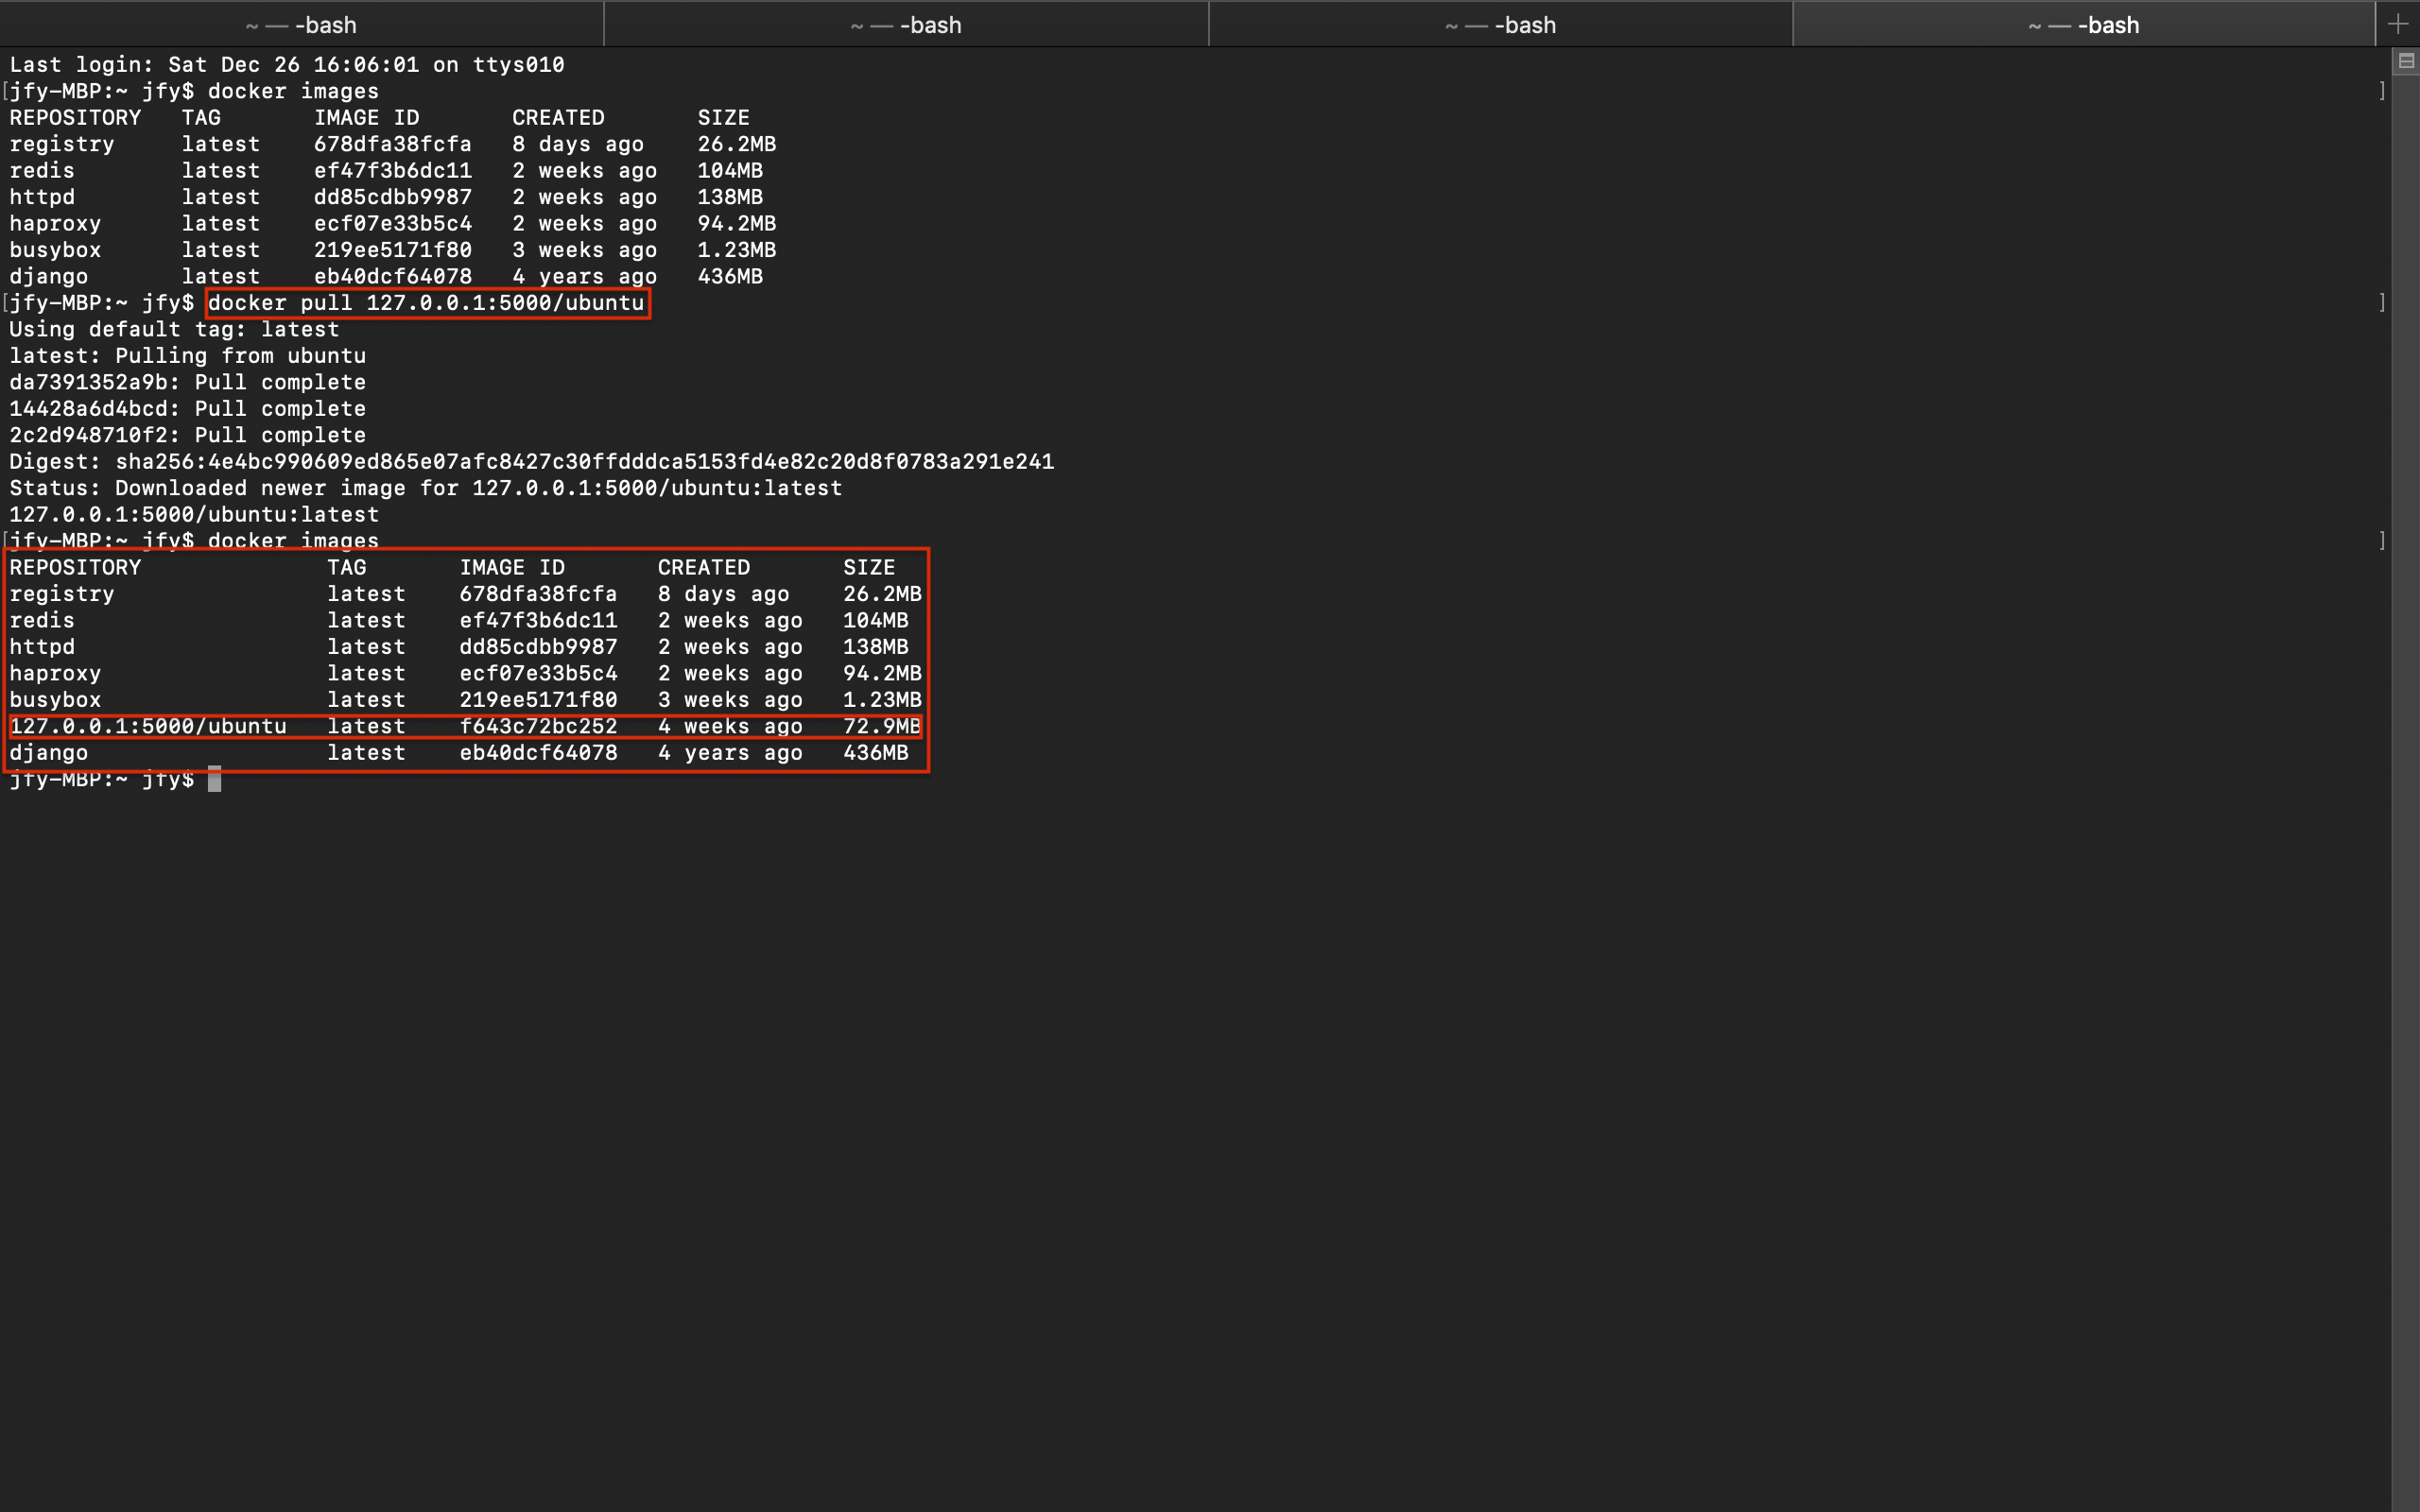 ~ — -bash ~ — -bash ~ — -bash ~ — -bash
Last login: Sat Dec 26 16:06:01 on ttys010
[jfy-MBP:~ jfy$ docker images ]
REPOSITORY   TAG       IMAGE ID       CREATED       SIZE
registry     latest    678dfa38fcfa   8 days ago    26.2MB
redis        latest    ef47f3b6dc11   2 weeks ago   104MB
httpd        latest    dd85cdbb9987   2 weeks ago   138MB
haproxy      latest    ecf07e33b5c4   2 weeks ago   94.2MB
busybox      latest    219ee5171f80   3 weeks ago   1.23MB
django       latest    eb40dcf64078   4 years ago   436MB
[jfy-MBP:~ jfy$ docker pull 127.0.0.1:5000/ubuntu ]
Using default tag: latest
latest: Pulling from ubuntu
da7391352a9b: Pull complete
14428a6d4bcd: Pull complete
2c2d948710f2: Pull complete
Digest: sha256:4e4bc990609ed865e07afc8427c30ffdddca5153fd4e82c20d8f0783a291e241
Status: Downloaded newer image for 127.0.0.1:5000/ubuntu:latest
127.0.0.1:5000/ubuntu:latest
[jfy-MBP:~ jfy$ docker images ]
REPOSITORY              TAG       IMAGE ID       CREATED       SIZE
registry                latest    678dfa38fcfa   8 days ago    26.2MB
redis                   latest    ef47f3b6dc11   2 weeks ago   104MB
httpd                   latest    dd85cdbb9987   2 weeks ago   138MB
haproxy                 latest    ecf07e33b5c4   2 weeks ago   94.2MB
busybox                 latest    219ee5171f80   3 weeks ago   1.23MB
127.0.0.1:5000/ubuntu   latest    f643c72bc252   4 weeks ago   72.9MB
django                  latest    eb40dcf64078   4 years ago   436MB
jfy-MBP:~ jfy$